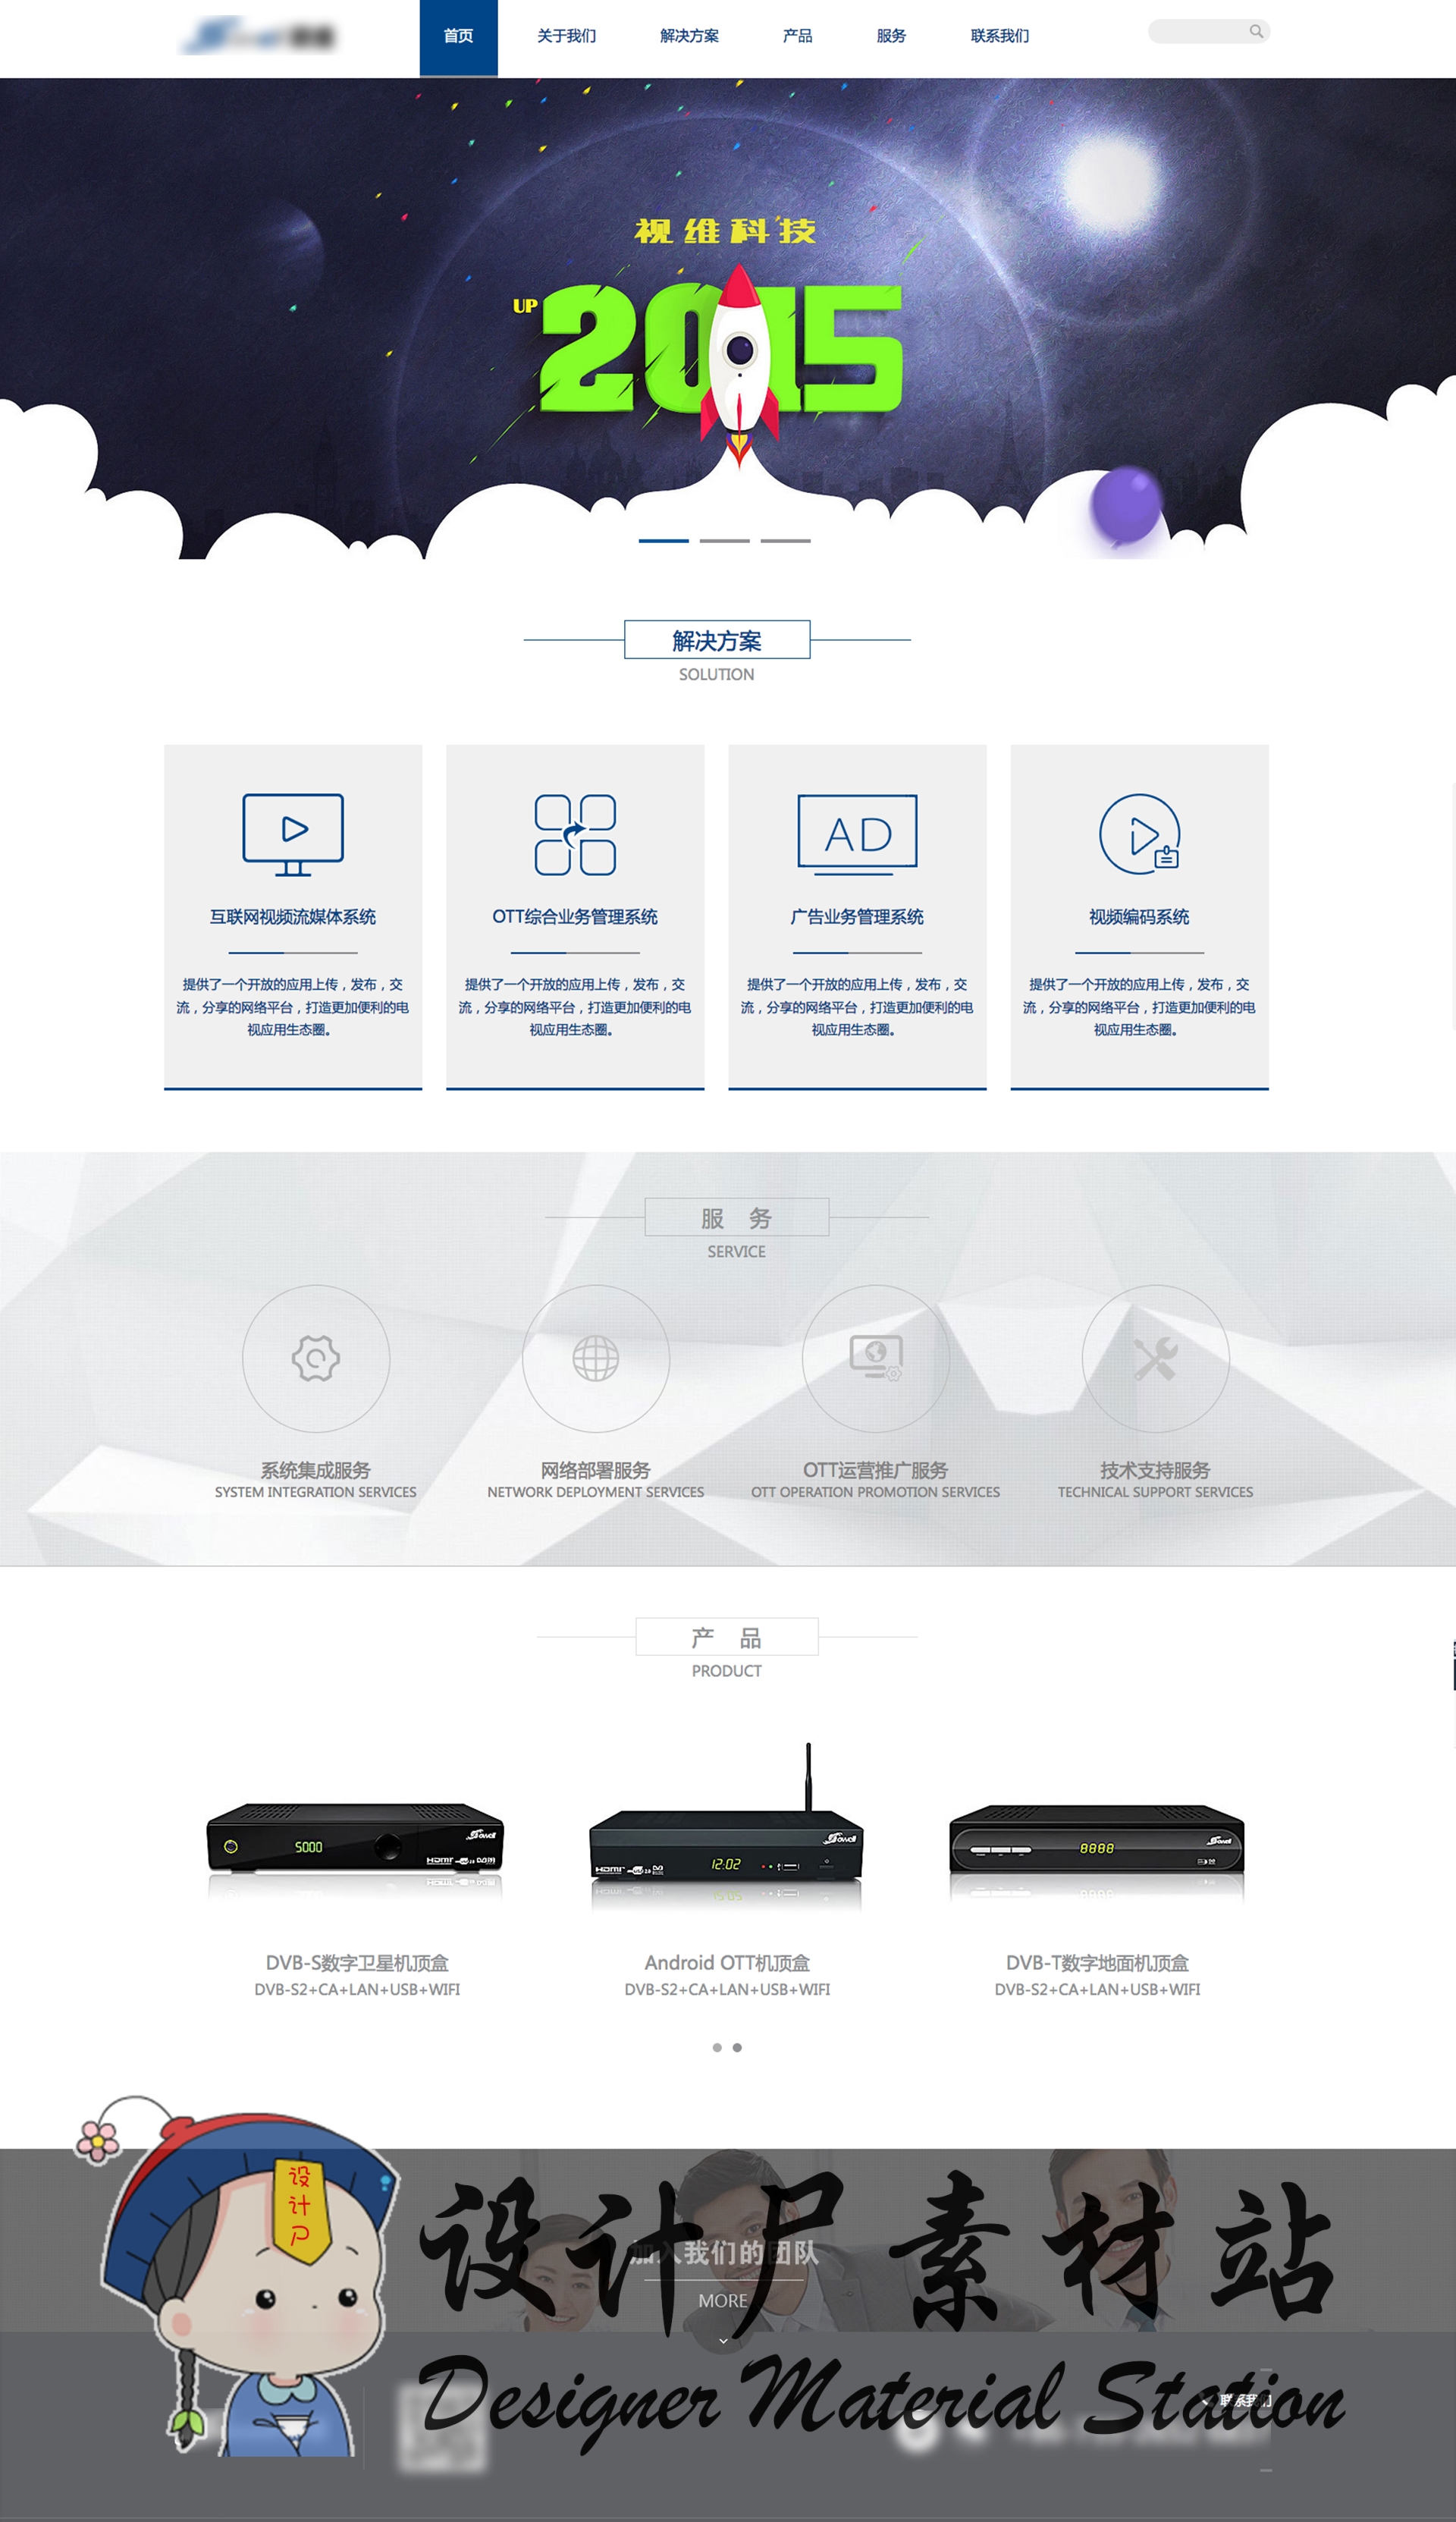 首页
关于我们
解决方案
产品
服务
联系我们
视维科技
UP
2015
解决方案
SOLUTION
互联网视频流媒体系统
提供了一个开放的应用上传，发布，交
流，分享的网络平台，打造更加便利的电
视应用生态圈。
OTT综合业务管理系统
提供了一个开放的应用上传，发布，交
流，分享的网络平台，打造更加便利的电
视应用生态圈。
AD
广告业务管理系统
提供了一个开放的应用上传，发布，交
流，分享的网络平台，打造更加便利的电
视应用生态圈。
视频编码系统
提供了一个开放的应用上传，发布，交
流，分享的网络平台，打造更加便利的电
视应用生态圈。
服 务
SERVICE
系统集成服务
SYSTEM INTEGRATION SERVICES
网络部署服务
NETWORK DEPLOYMENT SERVICES
OTT运营推广服务
OTT OPERATION PROMOTION SERVICES
技术支持服务
TECHNICAL SUPPORT SERVICES
产 品
PRODUCT
5000
HDMI
HDMI
12:02
8888
DVB-S数字卫星机顶盒
DVB-S2+CA+LAN+USB+WIFI
Android OTT机顶盒
DVB-S2+CA+LAN+USB+WIFI
DVB-T数字地面机顶盒
DVB-S2+CA+LAN+USB+WIFI
设计尸
设计尸素材站
加入我们的团队
MORE
Designer Material Station
联系我们